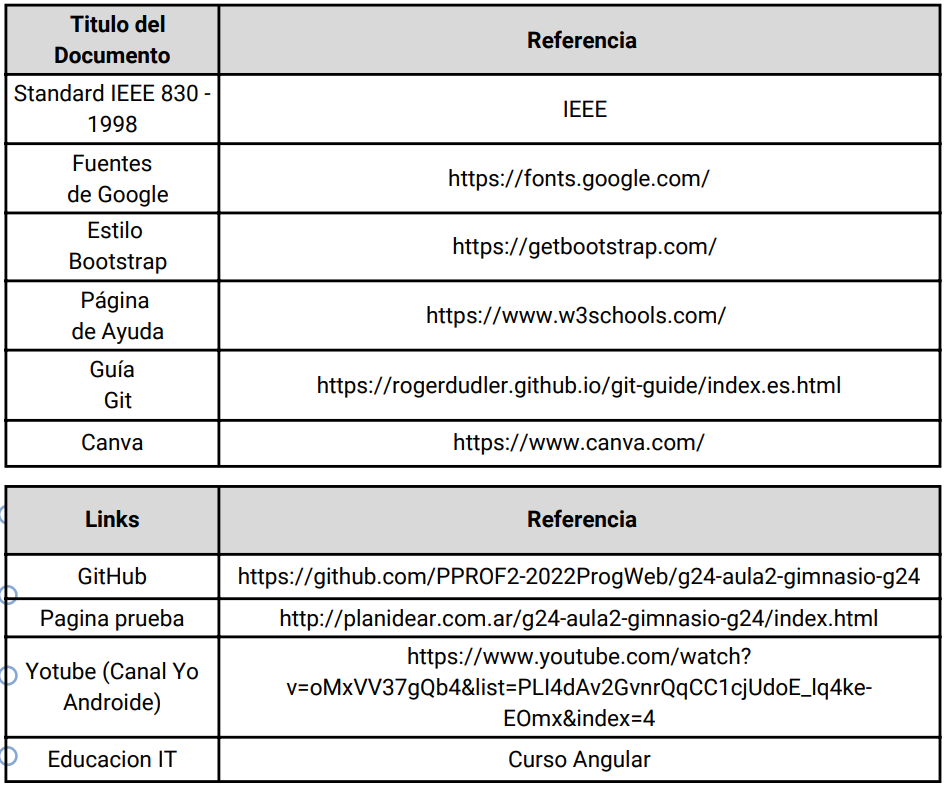 Titulo del
Documento
Referencia
Standard IEEE 830 -
1998
IEEE
Fuentes
de Google
https://fonts.google.com/
Estilo
Bootstrap
https://getbootstrap.com/
Página
de Ayuda
https://www.w3schools.com/
Guía
Git
https://rogerdudler.github.io/git-guide/index.es.html
Canva
https://www.canva.com/
Links
Referencia
GitHub
https://github.com/PPROF2-2022ProgWeb/g24-aula2-gimnasio-g24
Pagina prueba
http://planidear.com.ar/g24-aula2-gimnasio-g24/index.html
Yotube (Canal Yo
Androide)
https://www.youtube.com/watch?
v=oMxVV37gQb4&list=PLI4dAv2GvnrQqCC1cjUdoE_lq4ke-
EOmx&index=4
Educacion IT
Curso Angular